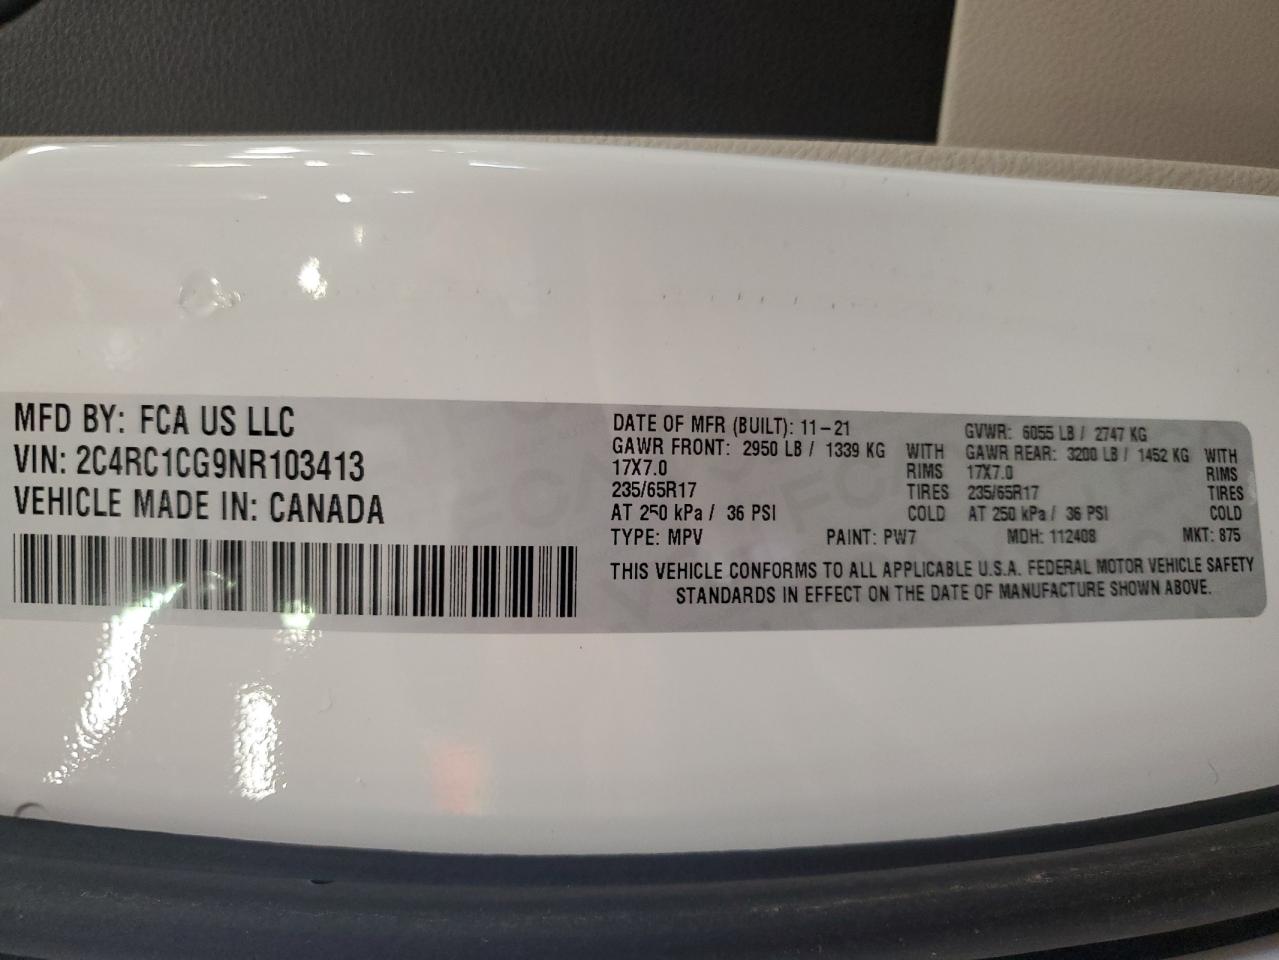 MFD BY: FCA US LLC
VIN: 2C4RC1CG9NR103413
VEHICLE MADE IN: CANADA
DATE OF MFR (BUILT): 11-21 GVWR: 6055 LB / 2747 KG
GAWR FRONT: 2950 LB / 1339 KG WITH GAWR REAR: 3200 LB / 1452 KG WITH
17X7.0 RIMS 17X7.0 RIMS
235/65R17 TIRES 235/65R17 TIRES
AT 250 kPa / 36 PSI COLD AT 250 kPa / 36 PSI COLD
TYPE: MPV PAINT: PW7 MDH: 112408 MKT: 875
THIS VEHICLE CONFORMS TO ALL APPLICABLE U.S.A. FEDERAL MOTOR VEHICLE SAFETY
STANDARDS IN EFFECT ON THE DATE OF MANUFACTURE SHOWN ABOVE.